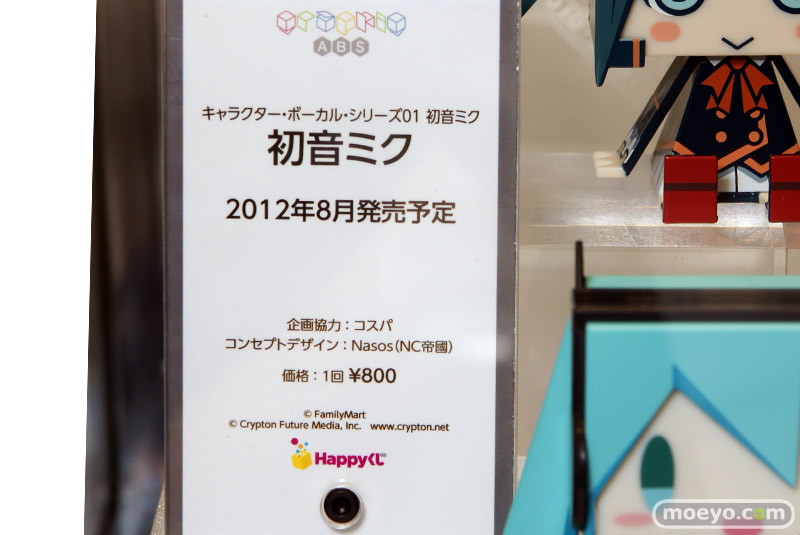 ABS
キャラクター・ボーカル・シリーズ01 初音ミク
初音ミク
2012年8月発売予定
企画協力：コスパ
コンセプトデザイン：Nasos（NC帝國）
価格：1回 ¥800
© FamilyMart
© Crypton Future Media, Inc. www.crypton.net
Happyくじ
moeyo.com